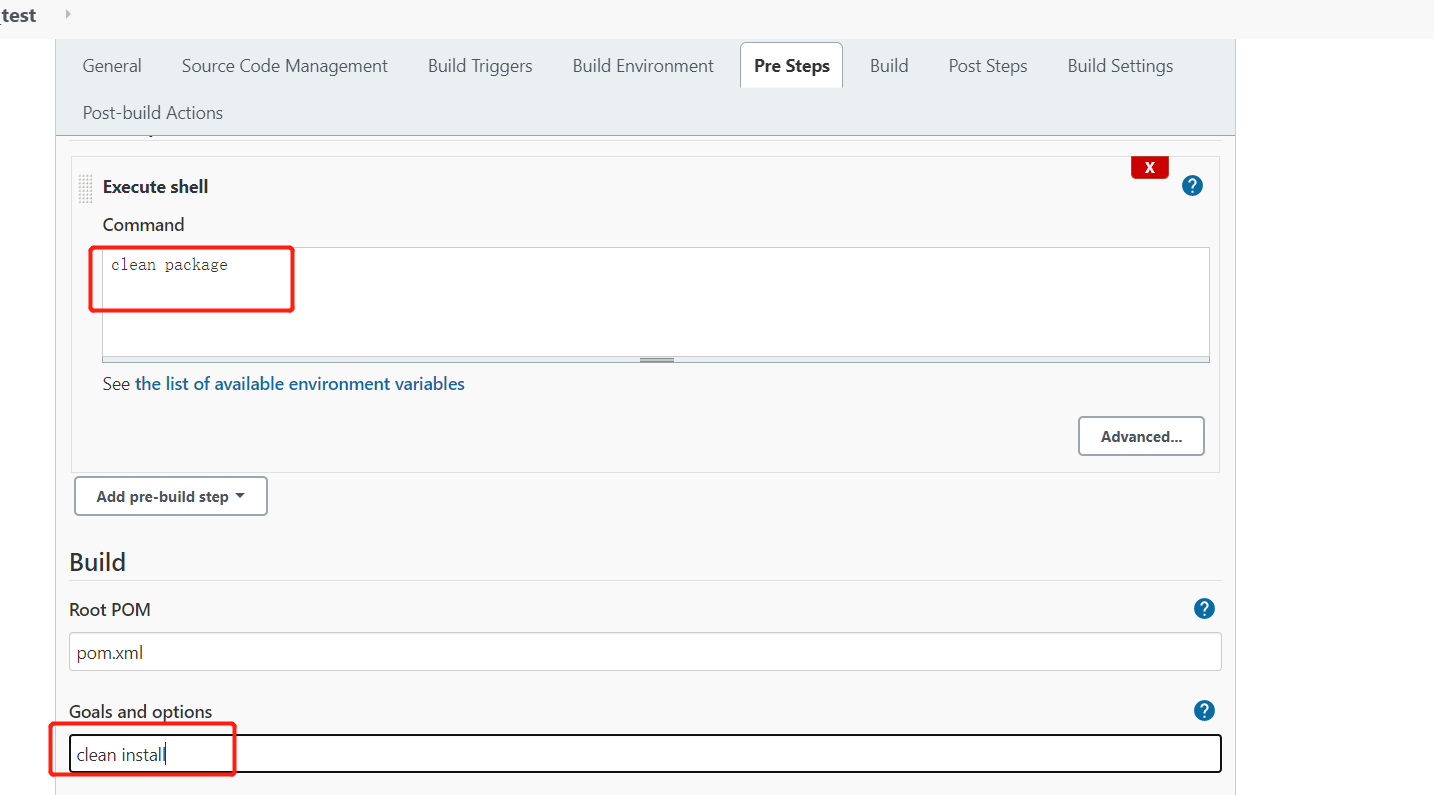 _test
General Source Code Management Build Triggers Build Environment Pre Steps Build Post Steps Build Settings
Post-build Actions
X
Execute shell
?
Command
clean package
See the list of available environment variables
Advanced...
Add pre-build step
Build
Root POM
?
pom.xml
Goals and options
?
clean install